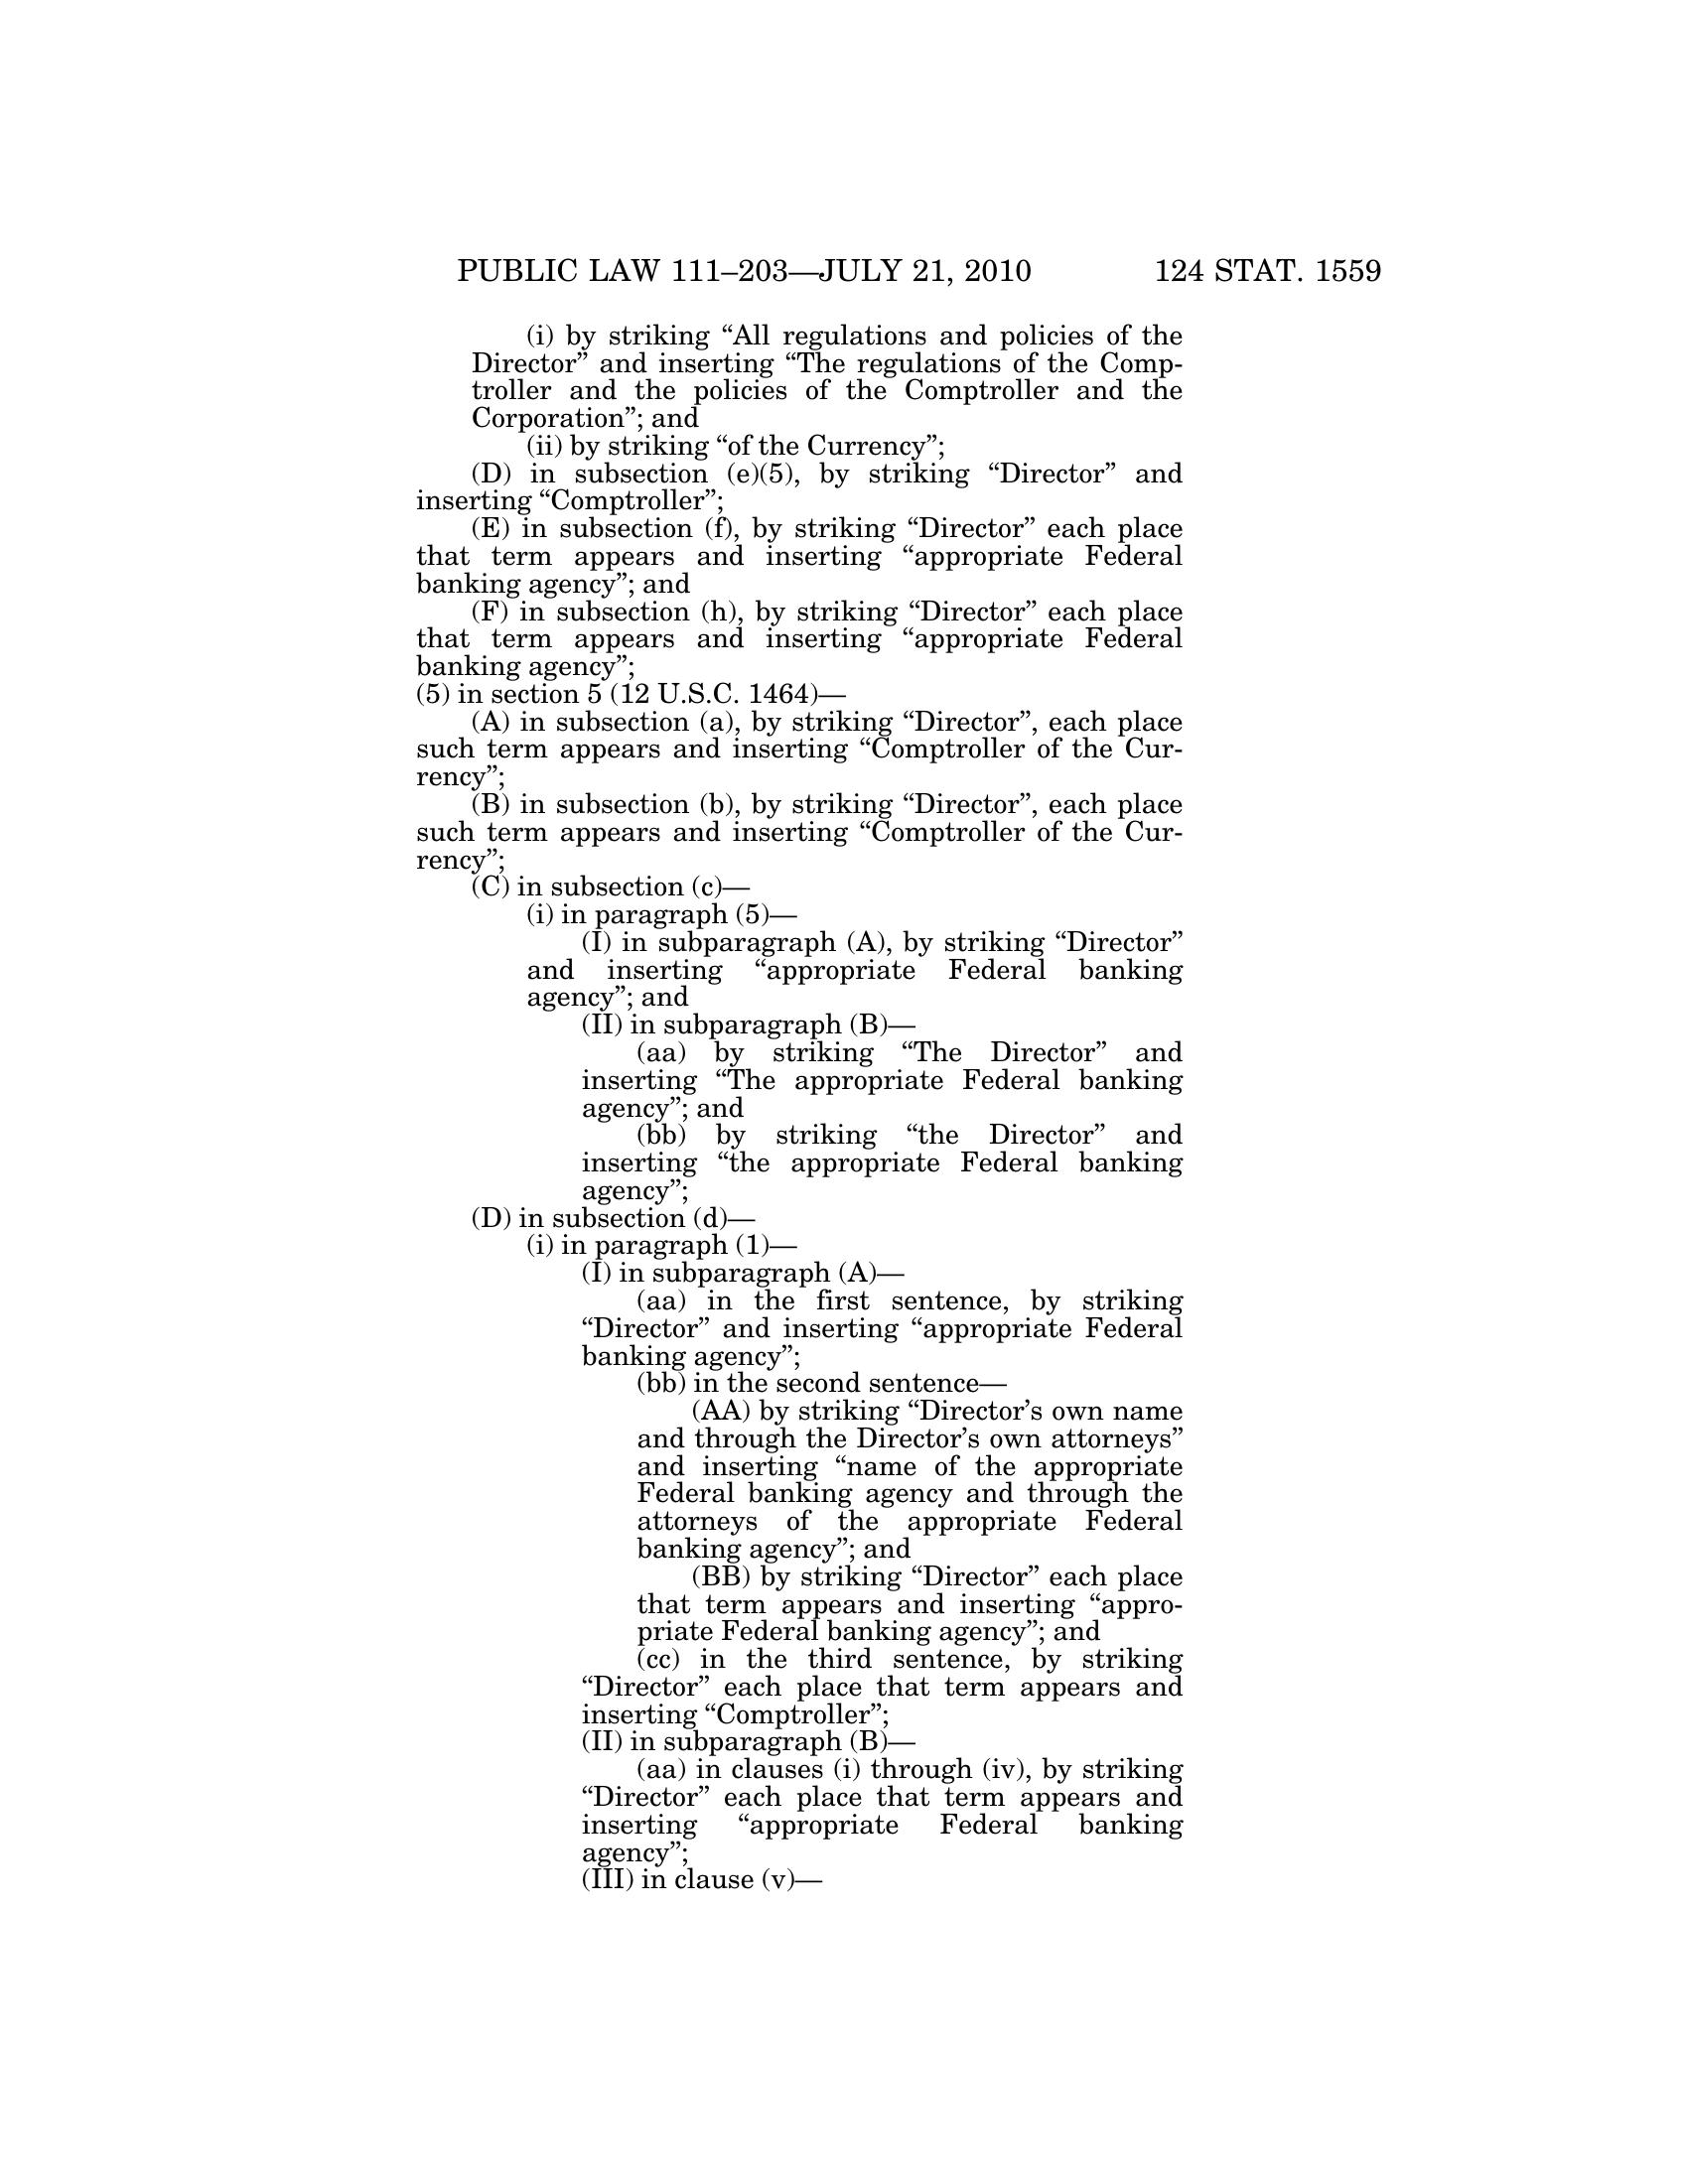 PUBLIC LAW 111–203—JULY 21, 2010 124 STAT. 1559
(i) by striking “All regulations and policies of the
Director” and inserting “The regulations of the Comp-
troller and the policies of the Comptroller and the
Corporation”; and
(ii) by striking “of the Currency”;
(D) in subsection (e)(5), by striking “Director” and
inserting “Comptroller”;
(E) in subsection (f), by striking “Director” each place
that term appears and inserting “appropriate Federal
banking agency”; and
(F) in subsection (h), by striking “Director” each place
that term appears and inserting “appropriate Federal
banking agency”;
(5) in section 5 (12 U.S.C. 1464)—
(A) in subsection (a), by striking “Director”, each place
such term appears and inserting “Comptroller of the Cur-
rency”;
(B) in subsection (b), by striking “Director”, each place
such term appears and inserting “Comptroller of the Cur-
rency”;
(C) in subsection (c)—
(i) in paragraph (5)—
(I) in subparagraph (A), by striking “Director”
and inserting “appropriate Federal banking
agency”; and
(II) in subparagraph (B)—
(aa) by striking “The Director” and
inserting “The appropriate Federal banking
agency”; and
(bb) by striking “the Director” and
inserting “the appropriate Federal banking
agency”;
(D) in subsection (d)—
(i) in paragraph (1)—
(I) in subparagraph (A)—
(aa) in the first sentence, by striking
“Director” and inserting “appropriate Federal
banking agency”;
(bb) in the second sentence—
(AA) by striking “Director’s own name
and through the Director’s own attorneys”
and inserting “name of the appropriate
Federal banking agency and through the
attorneys of the appropriate Federal
banking agency”; and
(BB) by striking “Director” each place
that term appears and inserting “appro-
priate Federal banking agency”; and
(cc) in the third sentence, by striking
“Director” each place that term appears and
inserting “Comptroller”;
(II) in subparagraph (B)—
(aa) in clauses (i) through (iv), by striking
“Director” each place that term appears and
inserting “appropriate Federal banking
agency”;
(III) in clause (v)—